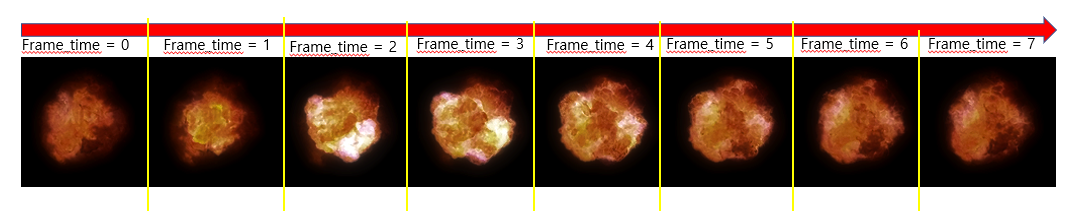 Frame_time = 0
Frame_time = 1
Frame_time = 2
Frame_time = 3
Frame_time = 4
Frame_time = 5
Frame_time = 6
Frame_time = 7